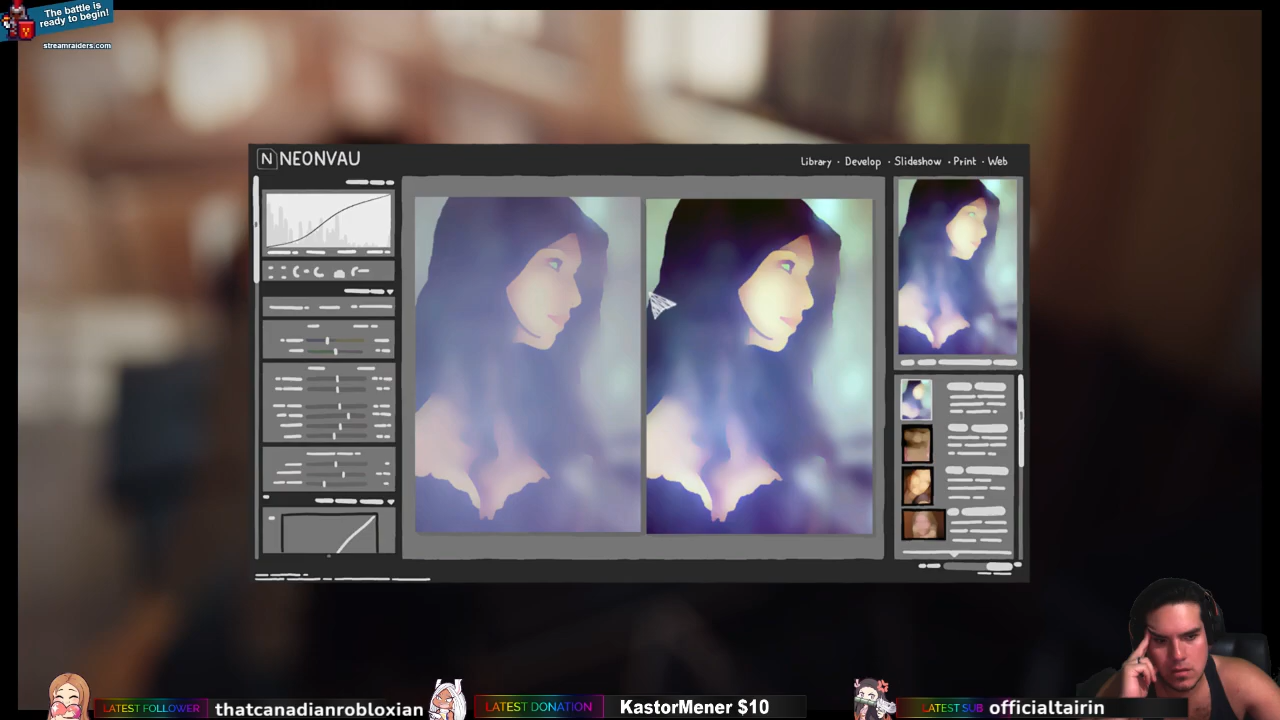 The battle is
ready to begin!
streamraiders.com
N NEONVAU
Library · Develop · Slideshow · Print · Web
LATEST FOLLOWER thatcanadianrobloxian
LATEST DONATION KastorMener $10
LATEST SUB officialtairin